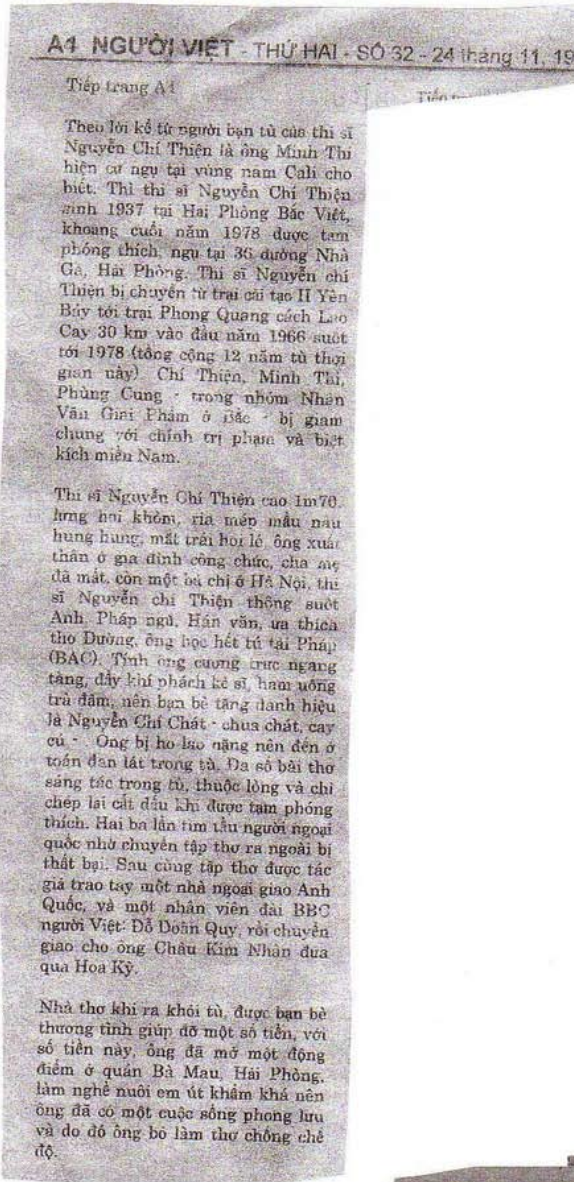 A1 NGƯỜI VIỆT - THỨ HAI - SỐ 32 - 24 tháng 11, 19
Tiếp trang A1
Theo lời kể từ người bạn tù của thi sĩ
Nguyễn Chí Thiện là ông Minh Thi
hiện cư ngụ tại vùng nam Cali cho
biết. Thì thi sĩ Nguyễn Chí Thiện
sinh 1937 tại Hải Phòng Bắc Việt,
khoảng cuối năm 1978 được tạm
phóng thích, ngụ tại 36 đường Nhà
Ga, Hải Phòng. Thi sĩ Nguyễn chí
Thiện bị chuyển từ trại cải tạo II Yên
Báy tới trại Phong Quang cách Lao
Cay 30 km vào đầu năm 1966 suốt
tới 1978 (tổng cộng 12 năm tù thời
gian này) Chí Thiện, Minh Thi,
Phùng Cung - trong nhóm Nhân
Văn Giai Phẩm ở Bắc - bị giam
chung với chính trị phạm và biệt
kích miền Nam.
Thi sĩ Nguyễn Chí Thiện cao 1m70.
lưng hơi khòm, ria mép mầu nâu
hung hung, mắt trái hơi lé, ông xuất
thân ở gia đình công chức, cha mẹ
đã mất, còn một bà chị ở Hà Nội, thi
sĩ Nguyễn chí Thiện thông suốt
Anh, Pháp ngữ, Hán văn, ưa thích
thơ Đường, ông học hết tú tài Pháp
(BAC). Tính ông cương trực ngang
tàng, đầy khí phách kẻ sĩ, ham uống
trà đậm, nên bạn bè tặng danh hiệu
là Nguyễn Chí Chát - chua chát, cay
cú - . Ông bị ho lao nặng nên đến ở
toán đan lát trong tù. Đa số bài thơ
sáng tác trong tù, thuộc lòng và chỉ
chép lại cất dấu khi được tạm phóng
thích. Hai ba lần tìm tầu người ngoại
quốc nhờ chuyển tập thơ ra ngoài bị
thất bại. Sau cùng tập thơ được tác
giả trao tay một nhà ngoại giao Anh
Quốc, và một nhân viên đài BBC
người Việt: Đỗ Doãn Quy, rồi chuyển
giao cho ông Châu Kim Nhân đưa
qua Hoa Kỳ.
Nhà thơ khi ra khỏi tù, được bạn bè
thương tình giúp đỡ một số tiền, với
số tiền này, ông đã mở một động
điểm ở quán Bà Mau, Hải Phòng,
làm nghề nuôi em út khấm khá nên
ông đã có một cuộc sống phong lưu
và do đó ông bỏ làm thơ chống chế
độ.